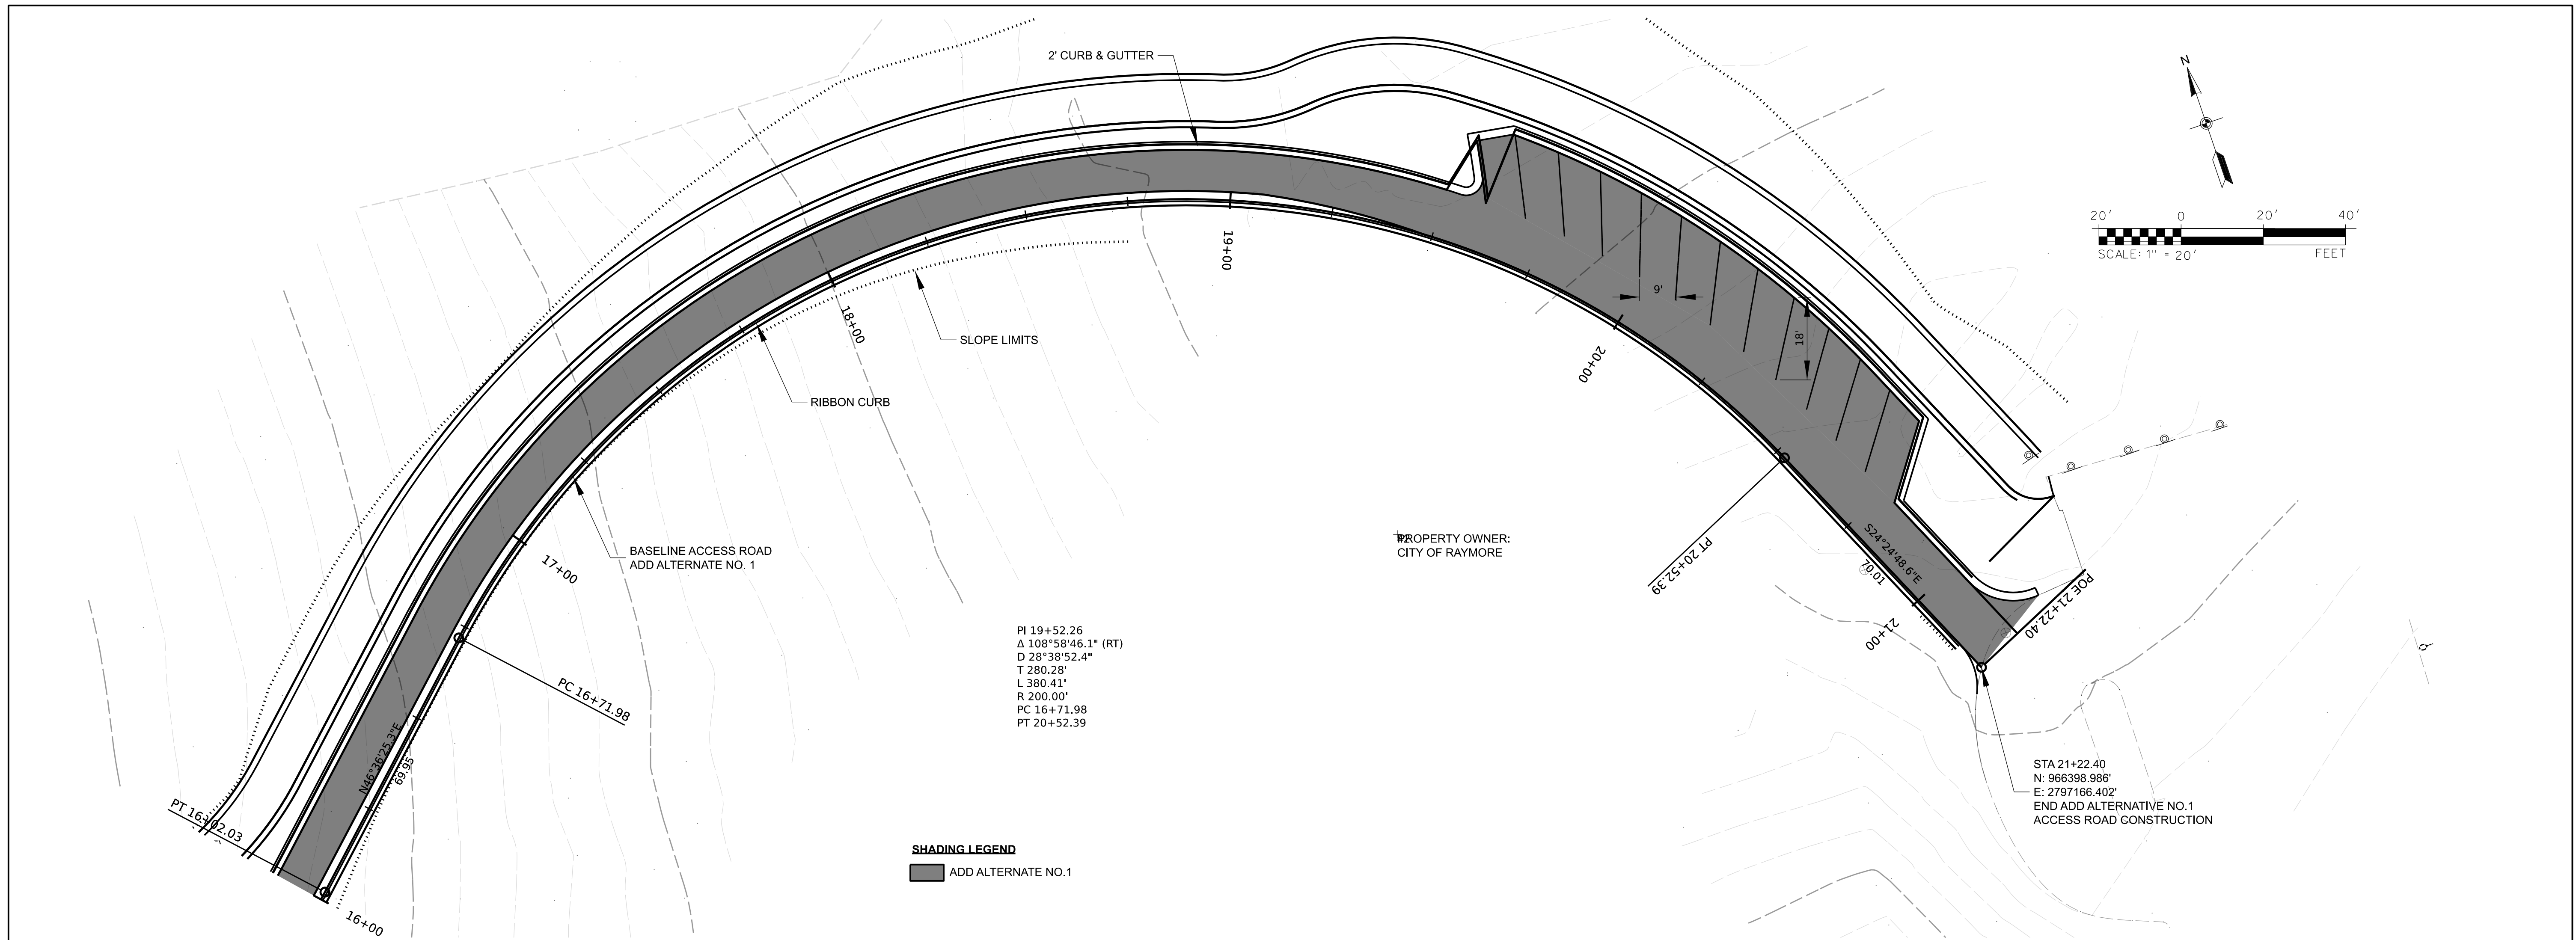 2' CURB & GUTTER
N
20' 0 20' 40'
SCALE: 1" = 20' FEET
19+00
18+00
SLOPE LIMITS
9'
18'
20+00
RIBBON CURB
BASELINE ACCESS ROAD
ADD ALTERNATE NO. 1
17+00
PROPERTY OWNER:
CITY OF RAYMORE
S24°24'48.6"E
70.01
PT 20+52.39
POE 21+22.40
21+00
PI 19+52.26
Δ 108°58'46.1" (RT)
D 28°38'52.4"
T 280.28'
L 380.41'
R 200.00'
PC 16+71.98
PT 20+52.39
PC 16+71.98
N46°36'25.3"E
69.95
PT 16+02.03
16+00
STA 21+22.40
N: 966398.986'
E: 2797166.402'
END ADD ALTERNATIVE NO.1
ACCESS ROAD CONSTRUCTION
SHADING LEGEND
ADD ALTERNATE NO.1